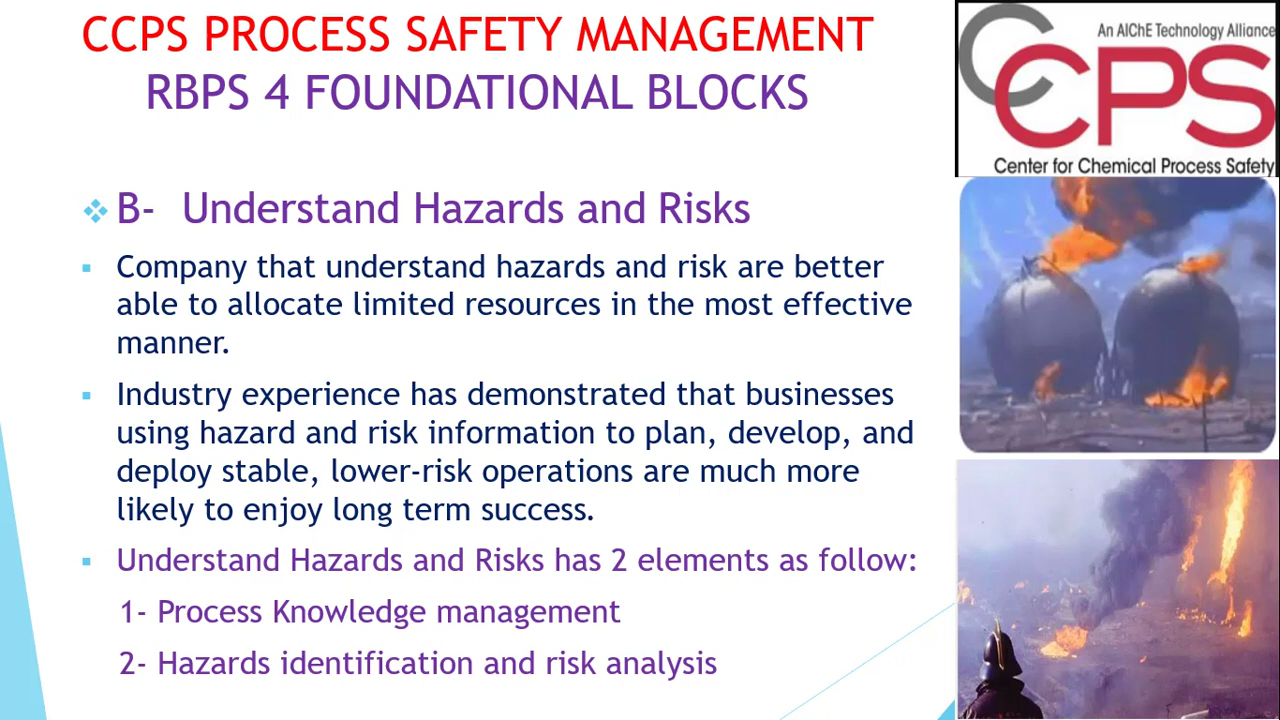 CCPS PROCESS SAFETY MANAGEMENT
RBPS 4 FOUNDATIONAL BLOCKS
An AIChE Technology Alliance
CCPS
Center for Chemical Process Safety
B- Understand Hazards and Risks
Company that understand hazards and risk are better
able to allocate limited resources in the most effective
manner.
Industry experience has demonstrated that businesses
using hazard and risk information to plan, develop, and
deploy stable, lower-risk operations are much more
likely to enjoy long term success.
Understand Hazards and Risks has 2 elements as follow:
1- Process Knowledge management
2- Hazards identification and risk analysis